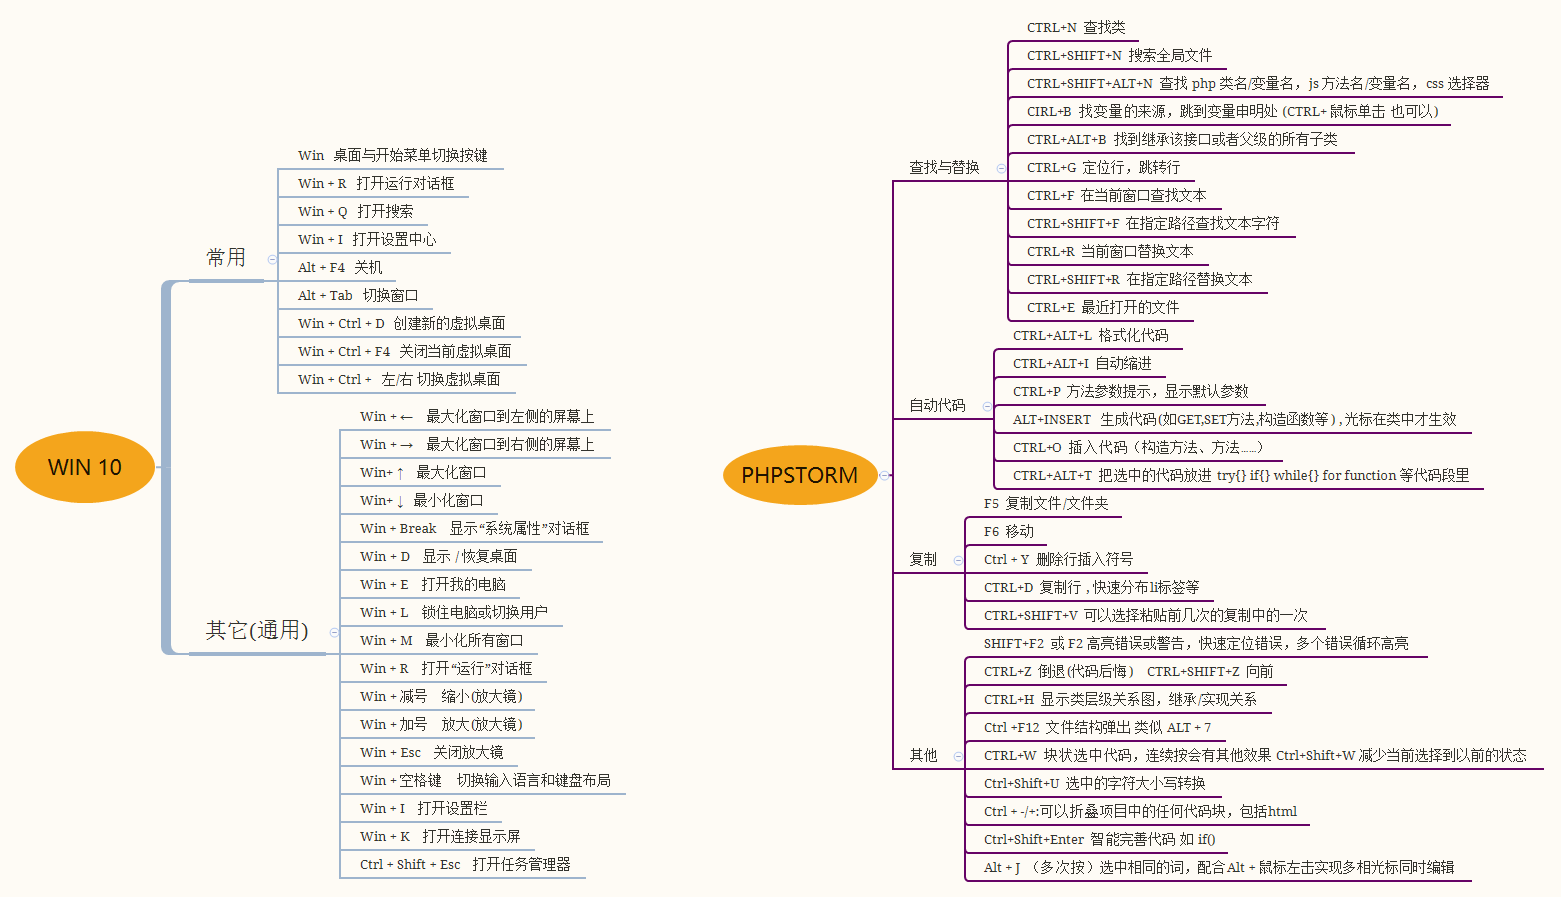 WIN 10
常用
Win 桌面与开始菜单切换按键
Win + R 打开运行对话框
Win + Q 打开搜索
Win + I 打开设置中心
Alt + F4 关机
Alt + Tab 切换窗口
Win + Ctrl + D 创建新的虚拟桌面
Win + Ctrl + F4 关闭当前虚拟桌面
Win + Ctrl + 左/右 切换虚拟桌面
其它(通用)
Win + ← 最大化窗口到左侧的屏幕上
Win + → 最大化窗口到右侧的屏幕上
Win+ ↑ 最大化窗口
Win+ ↓ 最小化窗口
Win + Break 显示“系统属性”对话框
Win + D 显示 / 恢复桌面
Win + E 打开我的电脑
Win + L 锁住电脑或切换用户
Win + M 最小化所有窗口
Win + R 打开“运行”对话框
Win + 减号 缩小(放大镜)
Win + 加号 放大(放大镜)
Win + Esc 关闭放大镜
Win + 空格键 切换输入语言和键盘布局
Win + I 打开设置栏
Win + K 打开连接显示屏
Ctrl + Shift + Esc 打开任务管理器
PHPSTORM
查找与替换
CTRL+N 查找类
CTRL+SHIFT+N 搜索全局文件
CTRL+SHIFT+ALT+N 查找 php 类名/变量名，js 方法名/变量名，css 选择器
CIRL+B 找变量的来源，跳到变量申明处 (CTRL+ 鼠标单击 也可以)
CTRL+ALT+B 找到继承该接口或者父级的所有子类
CTRL+G 定位行，跳转行
CTRL+F 在当前窗口查找文本
CTRL+SHIFT+F 在指定路径查找文本字符
CTRL+R 当前窗口替换文本
CTRL+SHIFT+R 在指定路径替换文本
CTRL+E 最近打开的文件
自动代码
CTRL+ALT+L 格式化代码
CTRL+ALT+I 自动缩进
CTRL+P 方法参数提示，显示默认参数
ALT+INSERT 生成代码(如GET,SET方法,构造函数等) ,光标在类中才生效
CTRL+O 插入代码（构造方法、方法……）
CTRL+ALT+T 把选中的代码放进 try{} if{} while{} for function 等代码段里
复制
F5 复制文件/文件夹
F6 移动
Ctrl + Y 删除行插入符号
CTRL+D 复制行 , 快速分布li标签等
CTRL+SHIFT+V 可以选择粘贴前几次的复制中的一次
其他
SHIFT+F2 或 F2 高亮错误或警告，快速定位错误，多个错误循环高亮
CTRL+Z 倒退(代码后悔) CTRL+SHIFT+Z 向前
CTRL+H 显示类层级关系图，继承/实现关系
Ctrl +F12 文件结构弹出 类似 ALT + 7
CTRL+W 块状选中代码，连续按会有其他效果 Ctrl+Shift+W 减少当前选择到以前的状态
Ctrl+Shift+U 选中的字符大小写转换
Ctrl + -/+:可以折叠项目中的任何代码块，包括html
Ctrl+Shift+Enter 智能完善代码 如 if()
Alt + J （多次按）选中相同的词，配合Alt + 鼠标左击实现多相光标同时编辑